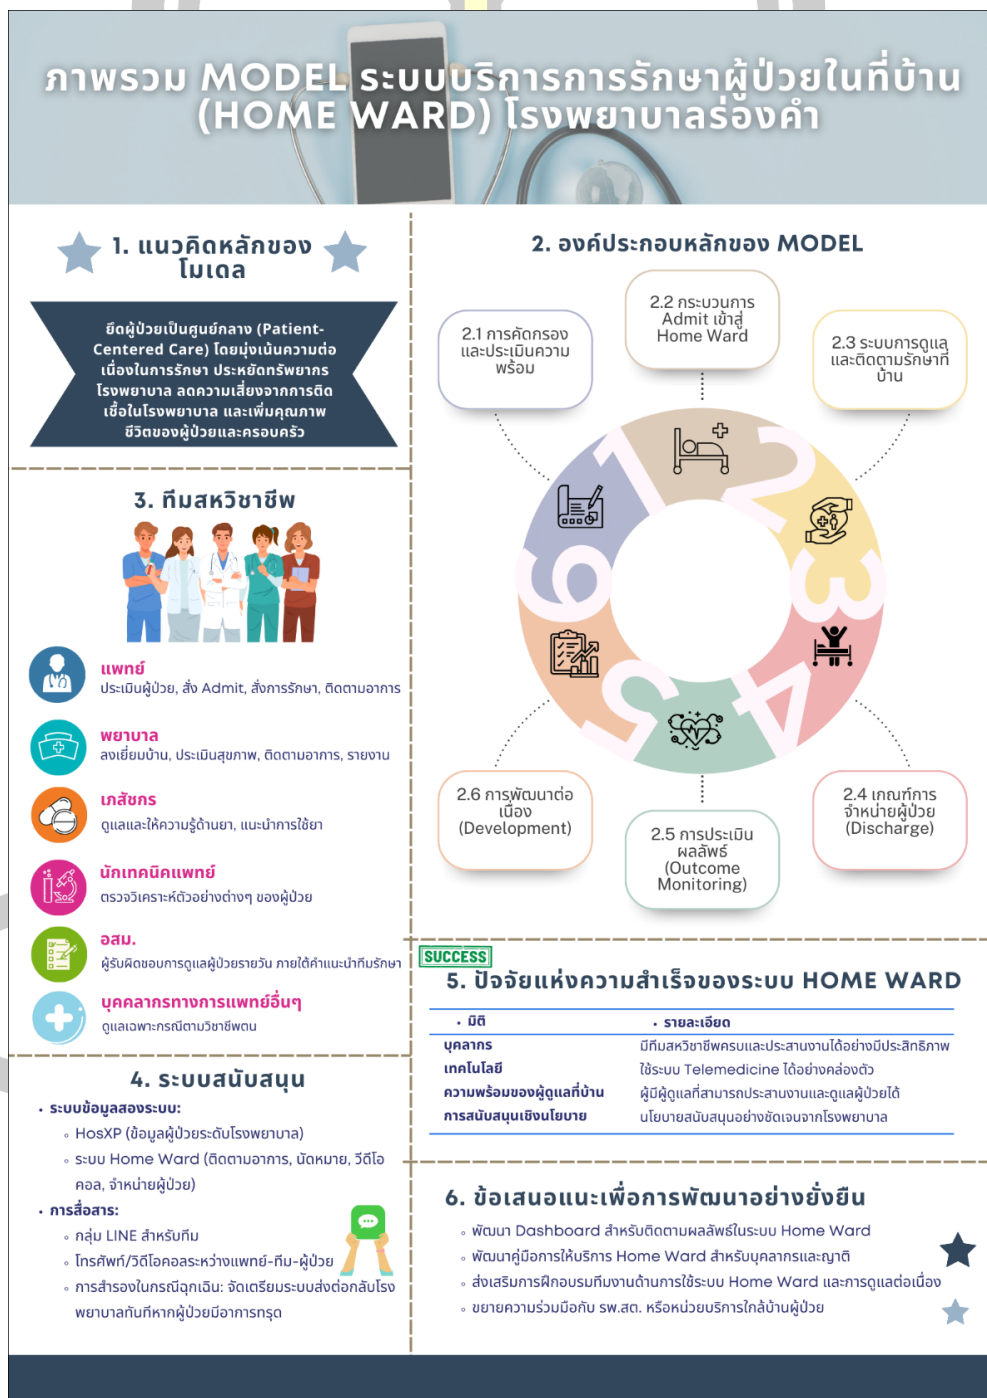 ภาพรวม MODEL ระบบบริการการรักษาผู้ป่วยในที่บ้าน
(HOME WARD) โรงพยาบาลร่องคำ
1. แนวคิดหลักของ
โมเดล
ยึดผู้ป่วยเป็นศูนย์กลาง (Patient-
Centered Care) โดยมุ่งเน้นความต่อ
เนื่องในการรักษา ประหยัดทรัพยากร
โรงพยาบาล ลดความเสี่ยงจากการติด
เชื้อในโรงพยาบาล และเพิ่มคุณภาพ
ชีวิตของผู้ป่วยและครอบครัว
2. องค์ประกอบหลักของ MODEL
2.1 การคัดกรอง
และประเมินความ
พร้อม
2.2 กระบวนการ
Admit เข้าสู่
Home Ward
2.3 ระบบการดูแล
และติดตามรักษาที่
บ้าน
1
2
3
4
5
6
2.4 เกณฑ์การ
จำหน่ายผู้ป่วย
(Discharge)
2.5 การประเมิน
ผลลัพธ์
(Outcome
Monitoring)
2.6 การพัฒนาต่อ
เนื่อง
(Development)
3. ทีมสหวิชาชีพ
แพทย์
ประเมินผู้ป่วย, สั่ง Admit, สั่งการรักษา, ติดตามอาการ
พยาบาล
ลงเยี่ยมบ้าน, ประเมินสุขภาพ, ติดตามอาการ, รายงาน
เภสัชกร
ดูแลและให้ความรู้ด้านยา, แนะนำการใช้ยา
นักเทคนิคแพทย์
ตรวจวิเคราะห์ตัวอย่างต่างๆ ของผู้ป่วย
อสม.
ผู้รับผิดชอบการดูแลผู้ป่วยรายวัน ภายใต้คำแนะนำทีมรักษา
บุคคลากรทางการแพทย์อื่นๆ
ดูแลเฉพาะกรณีตามวิชาชีพตน
4. ระบบสนับสนุน
• ระบบข้อมูลสองระบบ:
◦ HosXP (ข้อมูลผู้ป่วยระดับโรงพยาบาล)
◦ ระบบ Home Ward (ติดตามอาการ, นัดหมาย, วีดีโอ
คอล, จำหน่ายผู้ป่วย)
• การสื่อสาร:
◦ กลุ่ม LINE สำหรับทีม
◦ โทรศัพท์/วิดีโอคอลระหว่างแพทย์-ทีม-ผู้ป่วย
◦ การสำรองในกรณีฉุกเฉิน: จัดเตรียมระบบส่งต่อกลับโรง
พยาบาลทันทีหากผู้ป่วยมีอาการทรุด
SUCCESS
5. ปัจจัยแห่งความสำเร็จของระบบ HOME WARD
• มิติ • รายละเอียด
บุคลากร มีทีมสหวิชาชีพครบและประสานงานได้อย่างมีประสิทธิภาพ
เทคโนโลยี ใช้ระบบ Telemedicine ได้อย่างคล่องตัว
ความพร้อมของผู้ดูแลที่บ้าน ผู้มีผู้ดูแลที่สามารถประสานงานและดูแลผู้ป่วยได้
การสนับสนุนเชิงนโยบาย นโยบายสนับสนุนอย่างชัดเจนจากโรงพยาบาล
6. ข้อเสนอแนะเพื่อการพัฒนาอย่างยั่งยืน
◦ พัฒนา Dashboard สำหรับติดตามผลลัพธ์ในระบบ Home Ward
◦ พัฒนาคู่มือการให้บริการ Home Ward สำหรับบุคลากรและญาติ
◦ ส่งเสริมการฝึกอบรมทีมงานด้านการใช้ระบบ Home Ward และการดูแลต่อเนื่อง
◦ ขยายความร่วมมือกับ รพ.สต. หรือหน่วยบริการใกล้บ้านผู้ป่วย